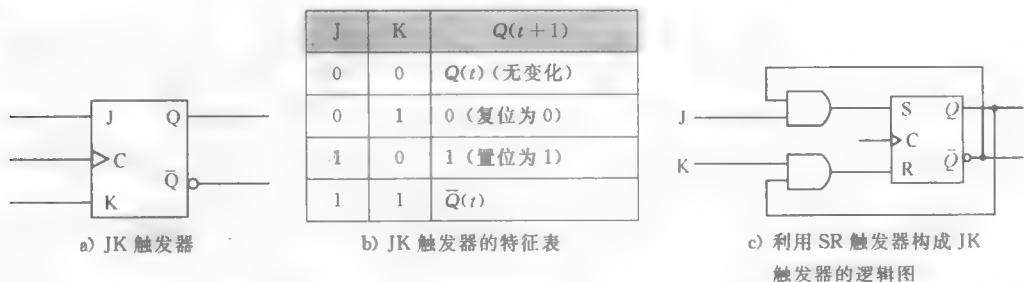 J Q
C
Q̅
K
a) JK 触发器
J K Q(t+1)
0 0 Q(t)（无变化）
0 1 0（复位为0）
1 0 1（置位为1）
1 1 Q̅(t)
b) JK 触发器的特征表
S Q
J
C
K
R Q̅
c) 利用 SR 触发器构成 JK
触发器的逻辑图